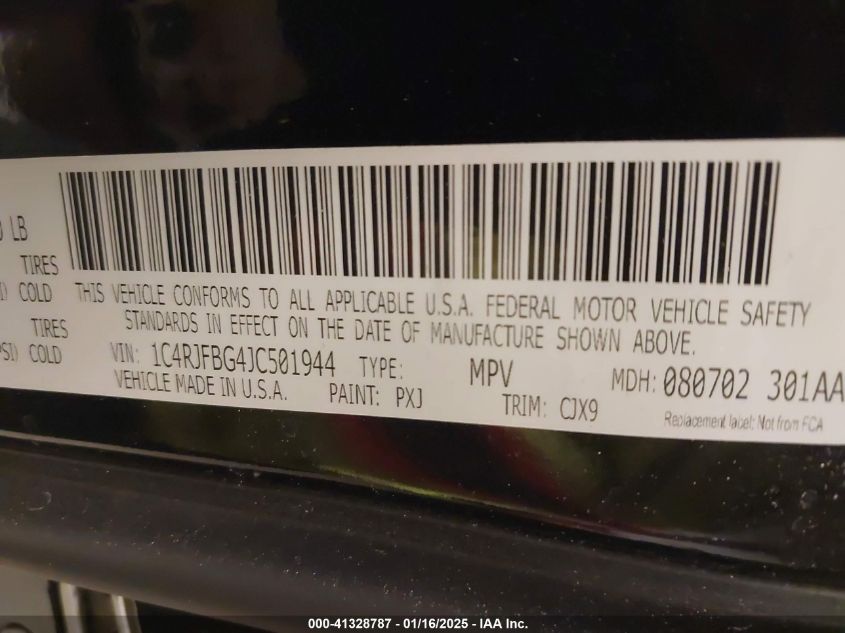 LB
TIRES
COLD
THIS VEHICLE CONFORMS TO ALL APPLICABLE U.S.A. FEDERAL MOTOR VEHICLE SAFETY
STANDARDS IN EFFECT ON THE DATE OF MANUFACTURE SHOWN ABOVE.
TIRES
COLD
VIN: 1C4RJFBG4JC501944 TYPE: MPV MDH: 080702 301AA
VEHICLE MADE IN U.S.A. PAINT: PXJ TRIM: CJX9
Replacement label: Not from FCA
000-41328787 - 01/16/2025 - IAA Inc.